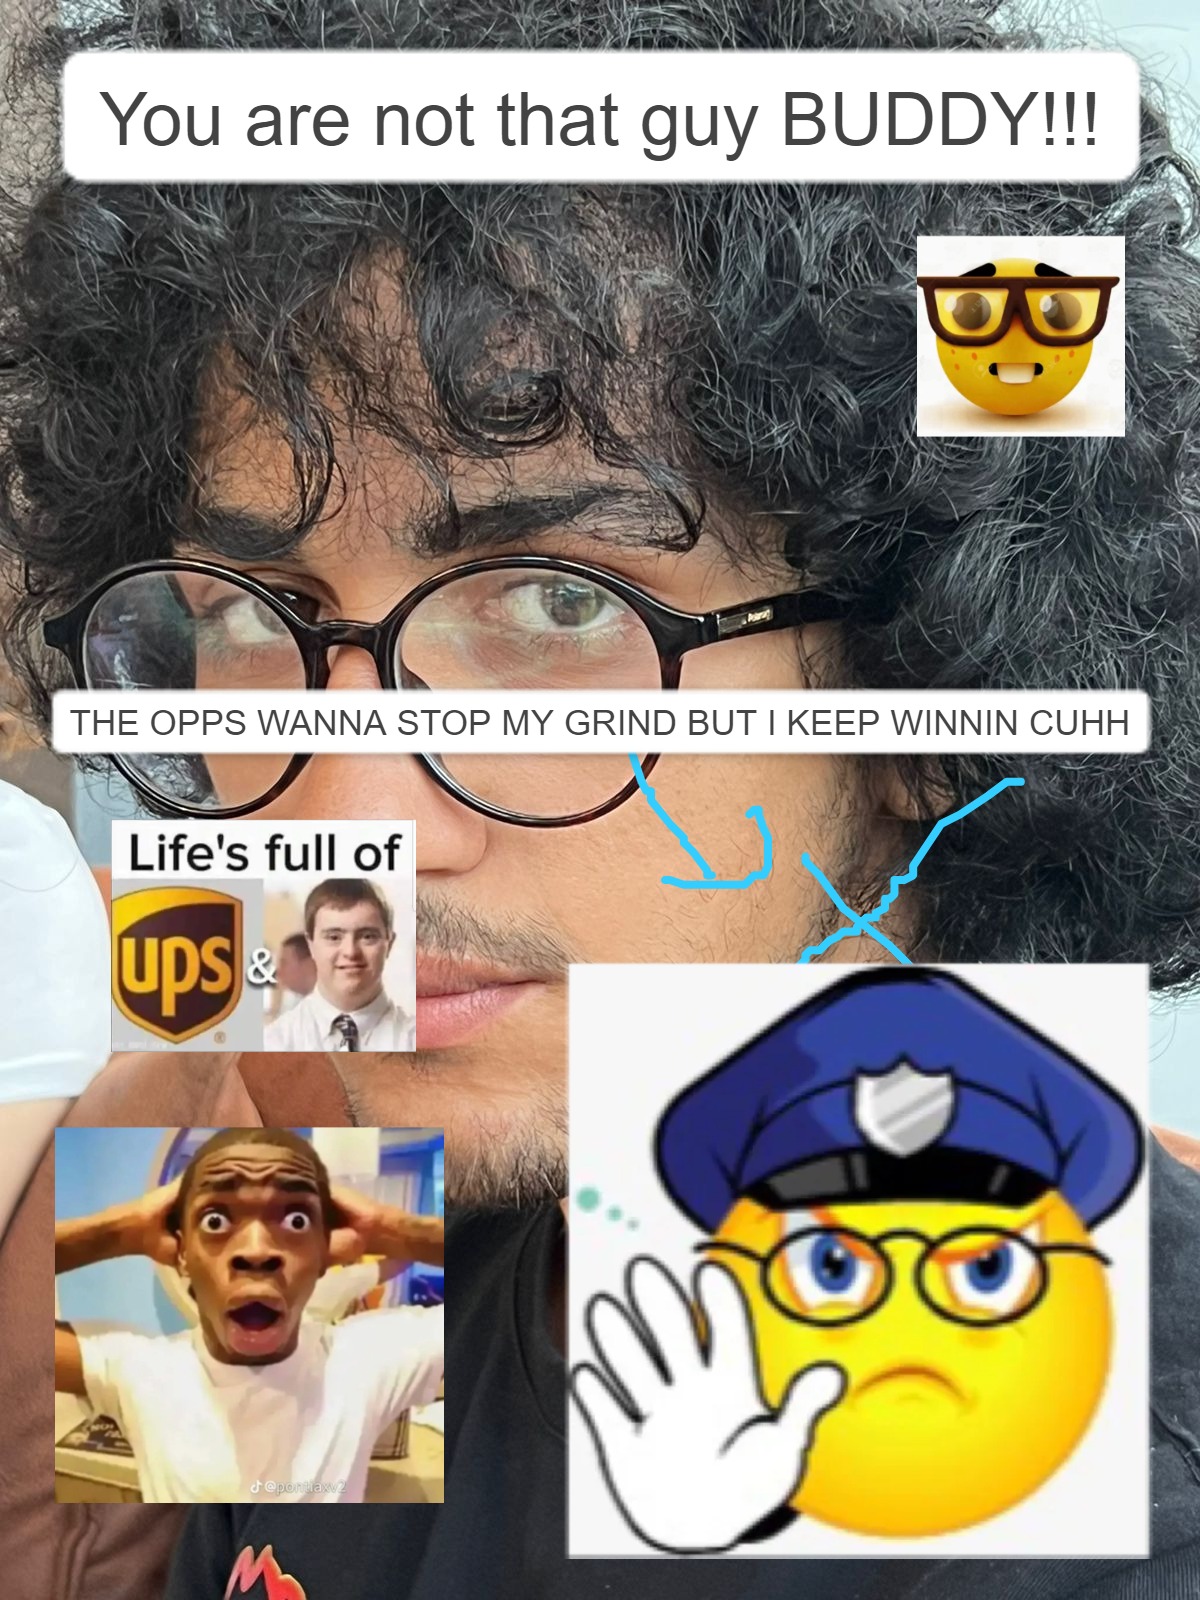 You are not that guy BUDDY!!!
THE OPPS WANNA STOP MY GRIND BUT I KEEP WINNIN CUHH
Life's full of
ups &